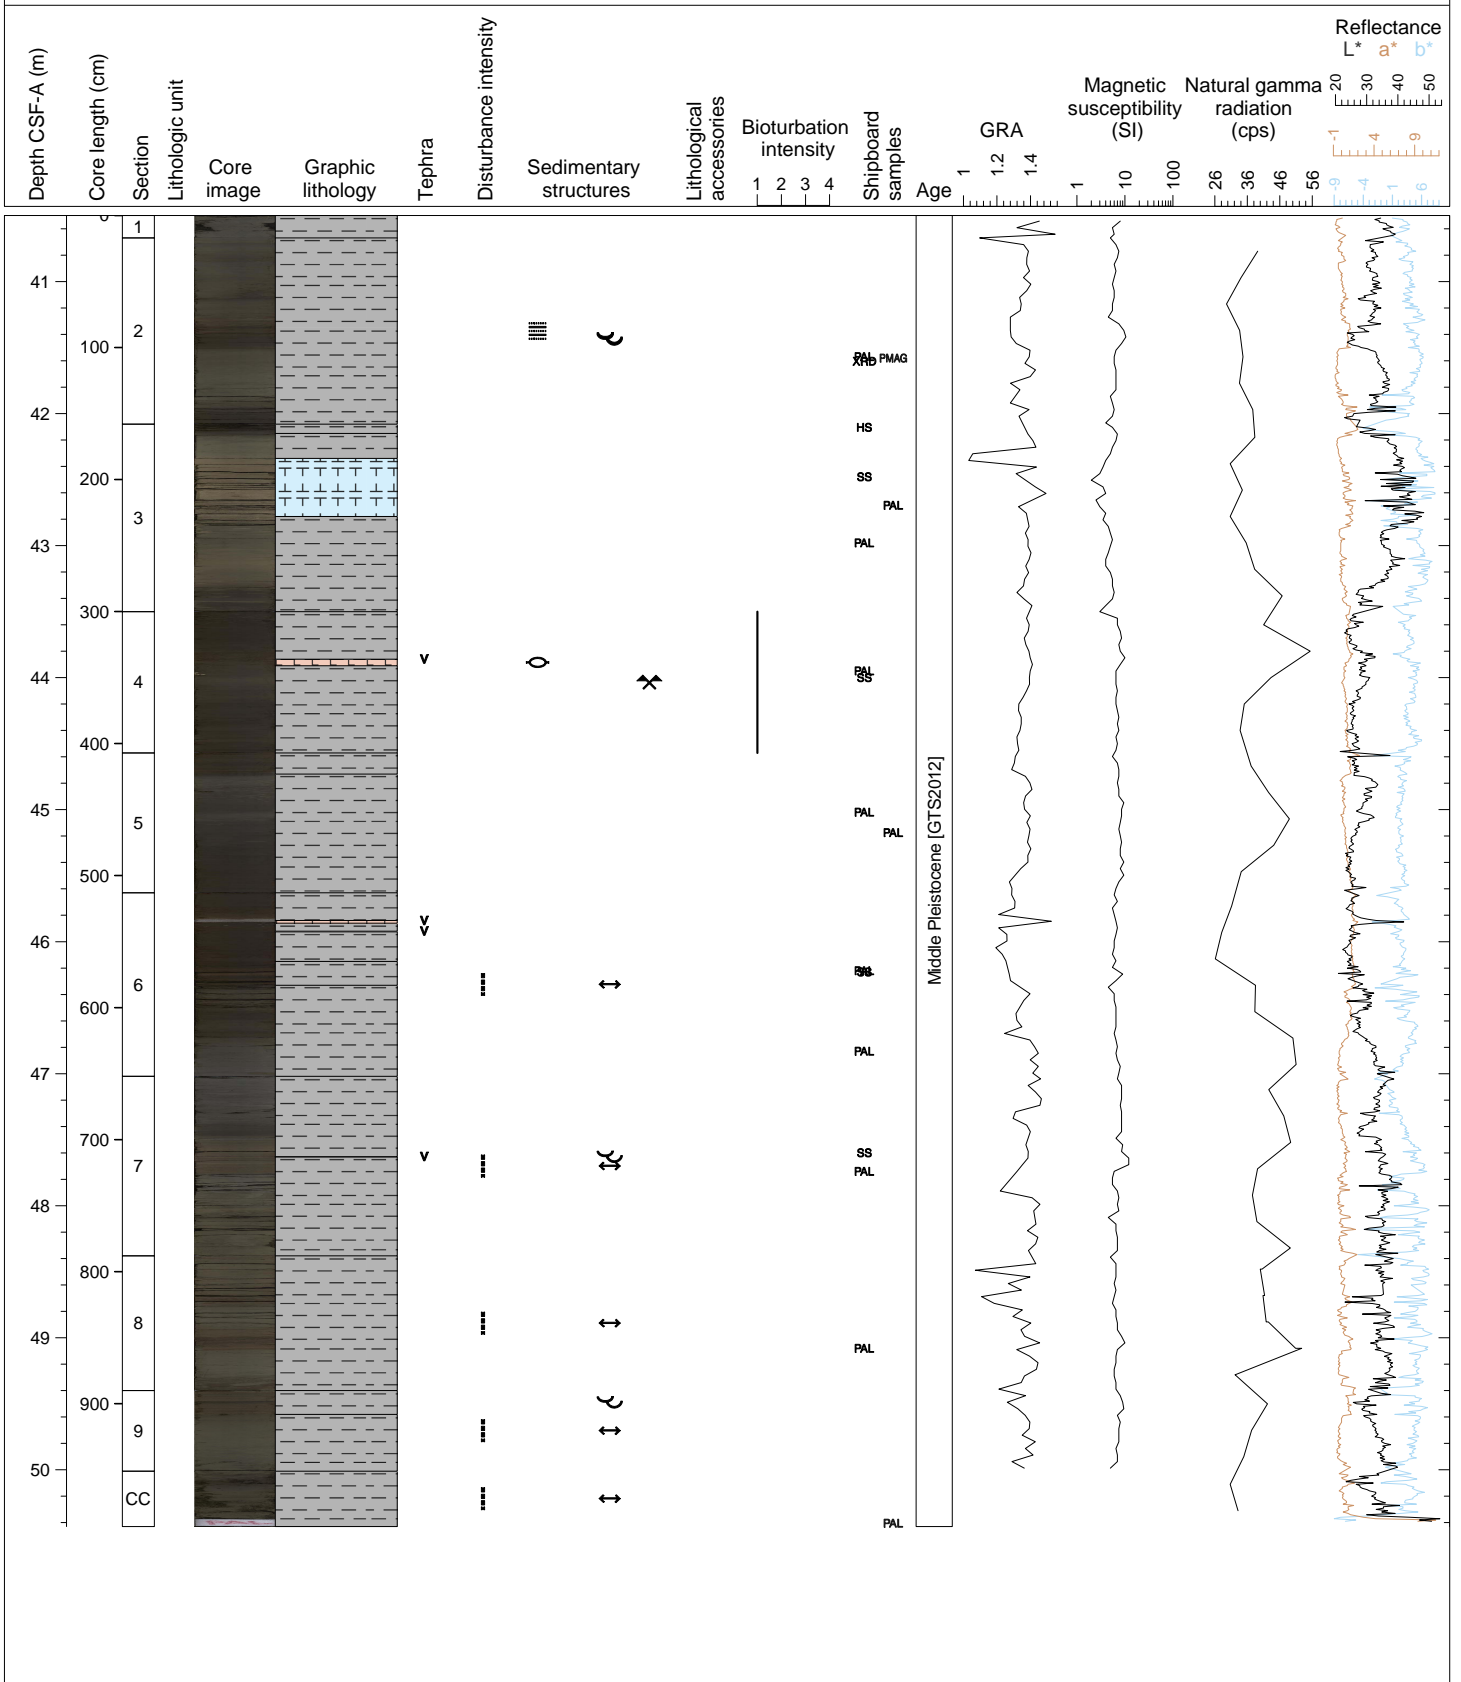 Depth CSF-A (m)
Core length (cm)
Section
Lithologic unit
Core
image
Graphic
lithology
Tephra
Disturbance intensity
Sedimentary
structures
Lithological
accessories
Bioturbation
intensity
1 2 3 4
Shipboard
samples
Age
GRA
1 1.2 1.4
Magnetic
susceptibility
(SI)
1 10 100
Natural gamma
radiation
(cps)
26 36 46 56
Reflectance
L* a* b*
20 30 40 50
-1 4 9
-9 -4 1 6
0
1
41
2
100
PAL PMAG
XRD
42
HS
200
SS
PAL
3
43
PAL
300
V
44
4
PAL
SS
400
Middle Pleistocene [GTS2012]
45
5
PAL
PAL
500
V
V
46
6
PAL
SS
600
PAL
47
700
V
SS
7
PAL
48
800
49
8
PAL
900
9
50
CC
PAL